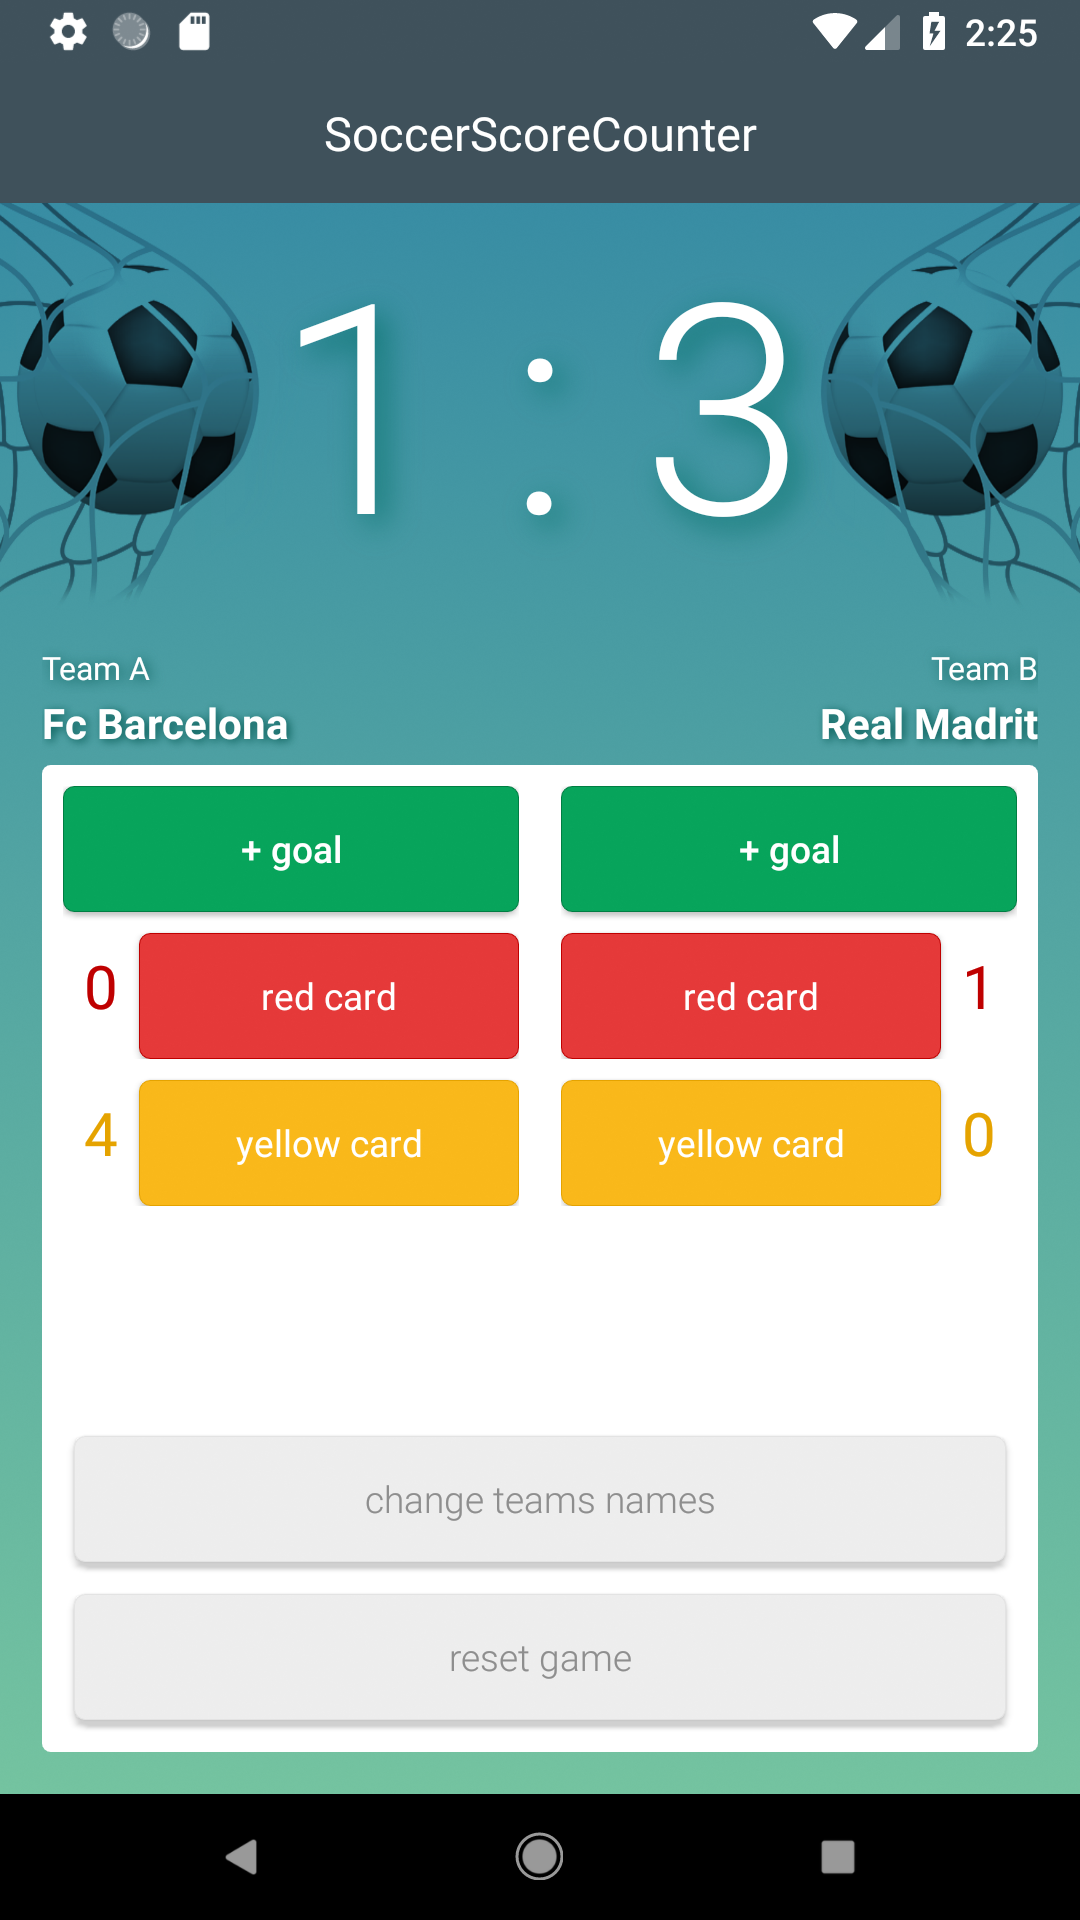 2:25
SoccerScoreCounter
1 : 3
Team A Team B
Fc Barcelona Real Madrit
+ goal + goal
0 red card red card 1
4 yellow card yellow card 0
change teams names
reset game